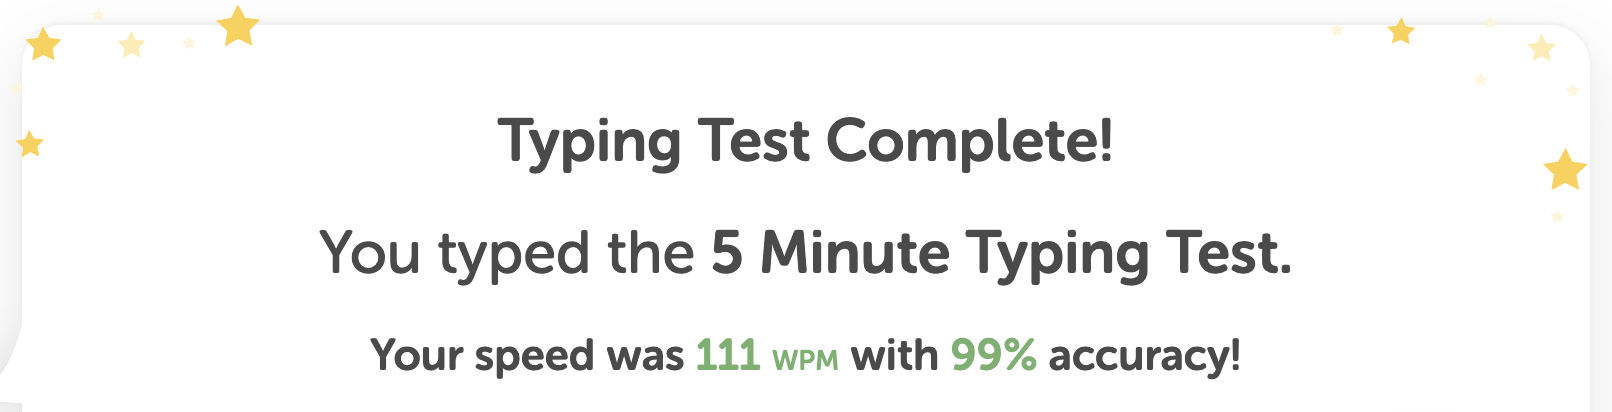 Typing Test Complete!
You typed the 5 Minute Typing Test.
Your speed was 111 WPM with 99% accuracy!